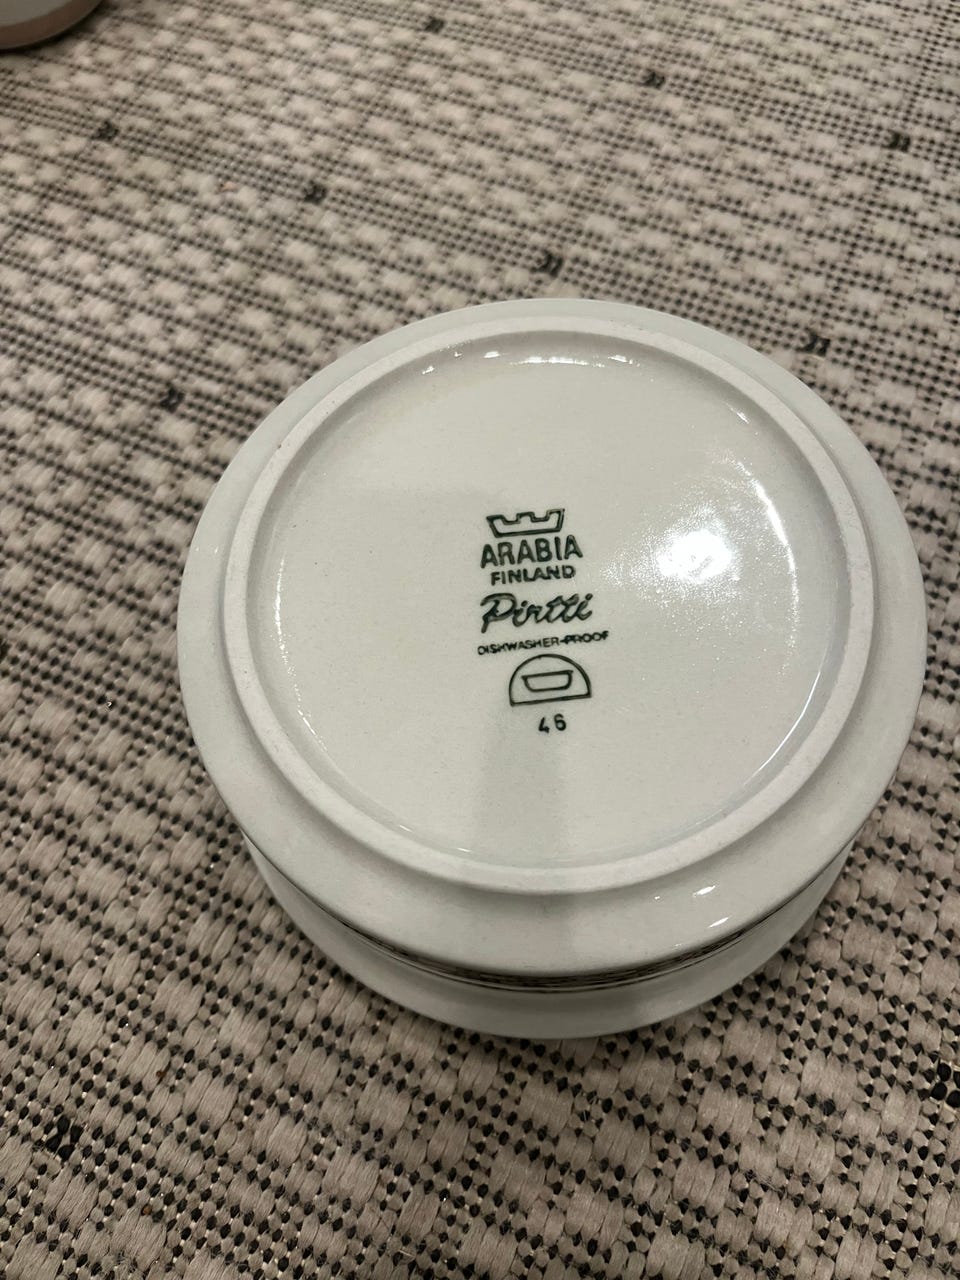 ARABIA
FINLAND
Pirtti
DISHWASHER-PROOF
46